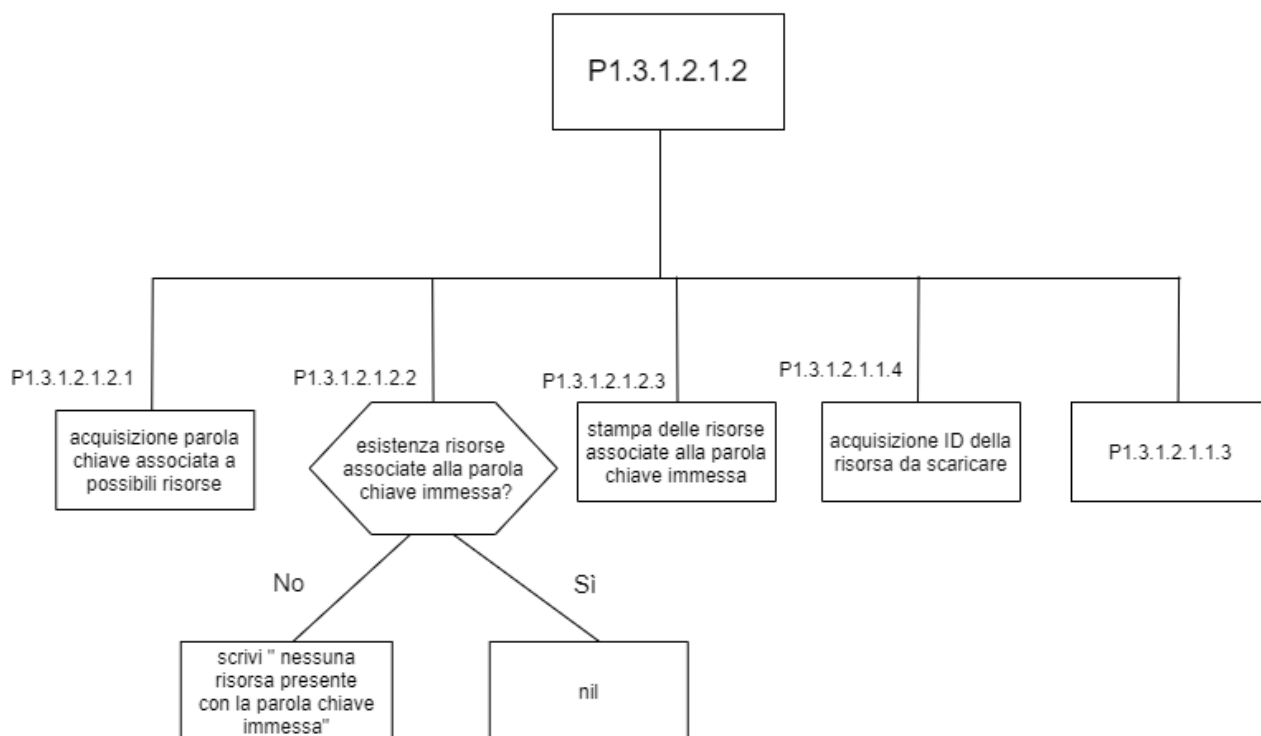 P1.3.1.2.1.2
P1.3.1.2.1.2.1
acquisizione parola
chiave associata a
possibili risorse
P1.3.1.2.1.2.2
esistenza risorse
associate alla parola
chiave immessa?
No
scrivi " nessuna
risorsa presente
con la parola chiave
immessa"
Sì
nil
P1.3.1.2.1.2.3
stampa delle risorse
associate alla parola
chiave immessa
P1.3.1.2.1.1.4
acquisizione ID della
risorsa da scaricare
P1.3.1.2.1.1.3